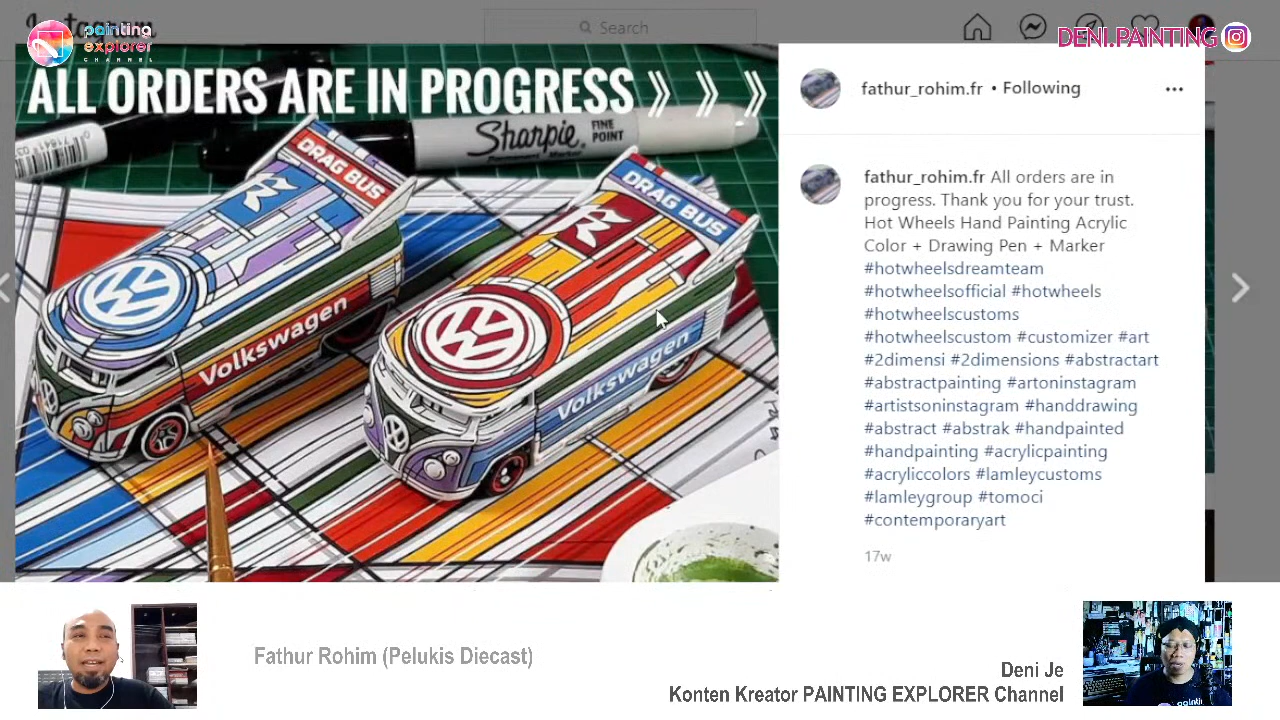 Instagram
Search
painting
explorer
CHANNEL
DENI.PAINTING
ALL ORDERS ARE IN PROGRESS
Sharpie
FINE
POINT
Permanent Marker
DRAG BUS
DRAG BUS
Volkswagen
Volkswagen
fathur_rohim.fr • Following
fathur_rohim.fr All orders are in
progress. Thank you for your trust.
Hot Wheels Hand Painting Acrylic
Color + Drawing Pen + Marker
#hotwheelsdreamteam
#hotwheelsofficial #hotwheels
#hotwheelscustoms
#hotwheelscustom #customizer #art
#2dimensi #2dimensions #abstractart
#abstractpainting #artoninstagram
#artistsoninstagram #handdrawing
#abstract #abstrak #handpainted
#handpainting #acrylicpainting
#acryliccolors #lamleycustoms
#lamleygroup #tomoci
#contemporaryart
17w
Fathur Rohim (Pelukis Diecast)
Deni Je
Konten Kreator PAINTING EXPLORER Channel